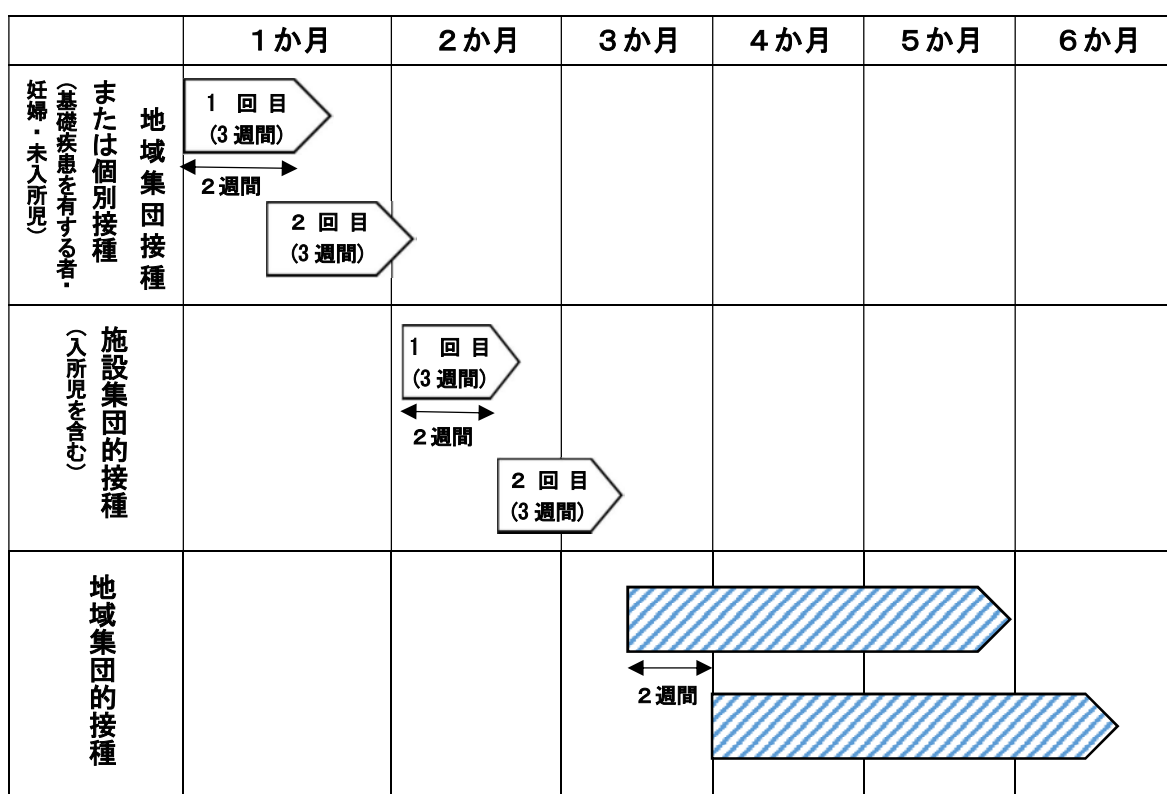 1か月 2か月 3か月 4か月 5か月 6か月
地域集団接種
または個別接種
（基礎疾患を有する者・
妊婦・未入所児）
1 回目
(3週間)
2週間
2 回目
(3週間)
施設集団的接種
（入所児を含む）
1 回目
(3週間)
2週間
2 回目
(3週間)
地域集団的接種
2週間